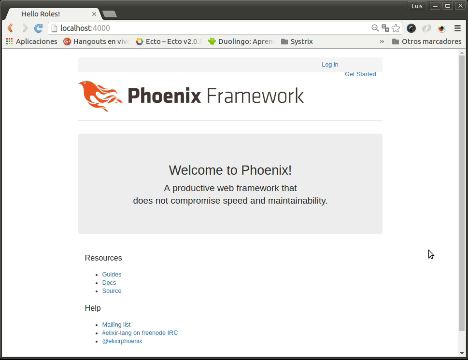 Luis
Hello Roles!
localhost:4000
Aplicaciones
Hangouts en viv
Ecto – Ecto v2.0.
Duolingo: Apren
Systrix
»
Otros marcadores
Log in
Get Started
Phoenix Framework
Welcome to Phoenix!
A productive web framework that
does not compromise speed and maintainability.
Resources
• Guides
• Docs
• Source
Help
• Mailing list
• #elixir-lang on freenode IRC
• @elixirphoenix